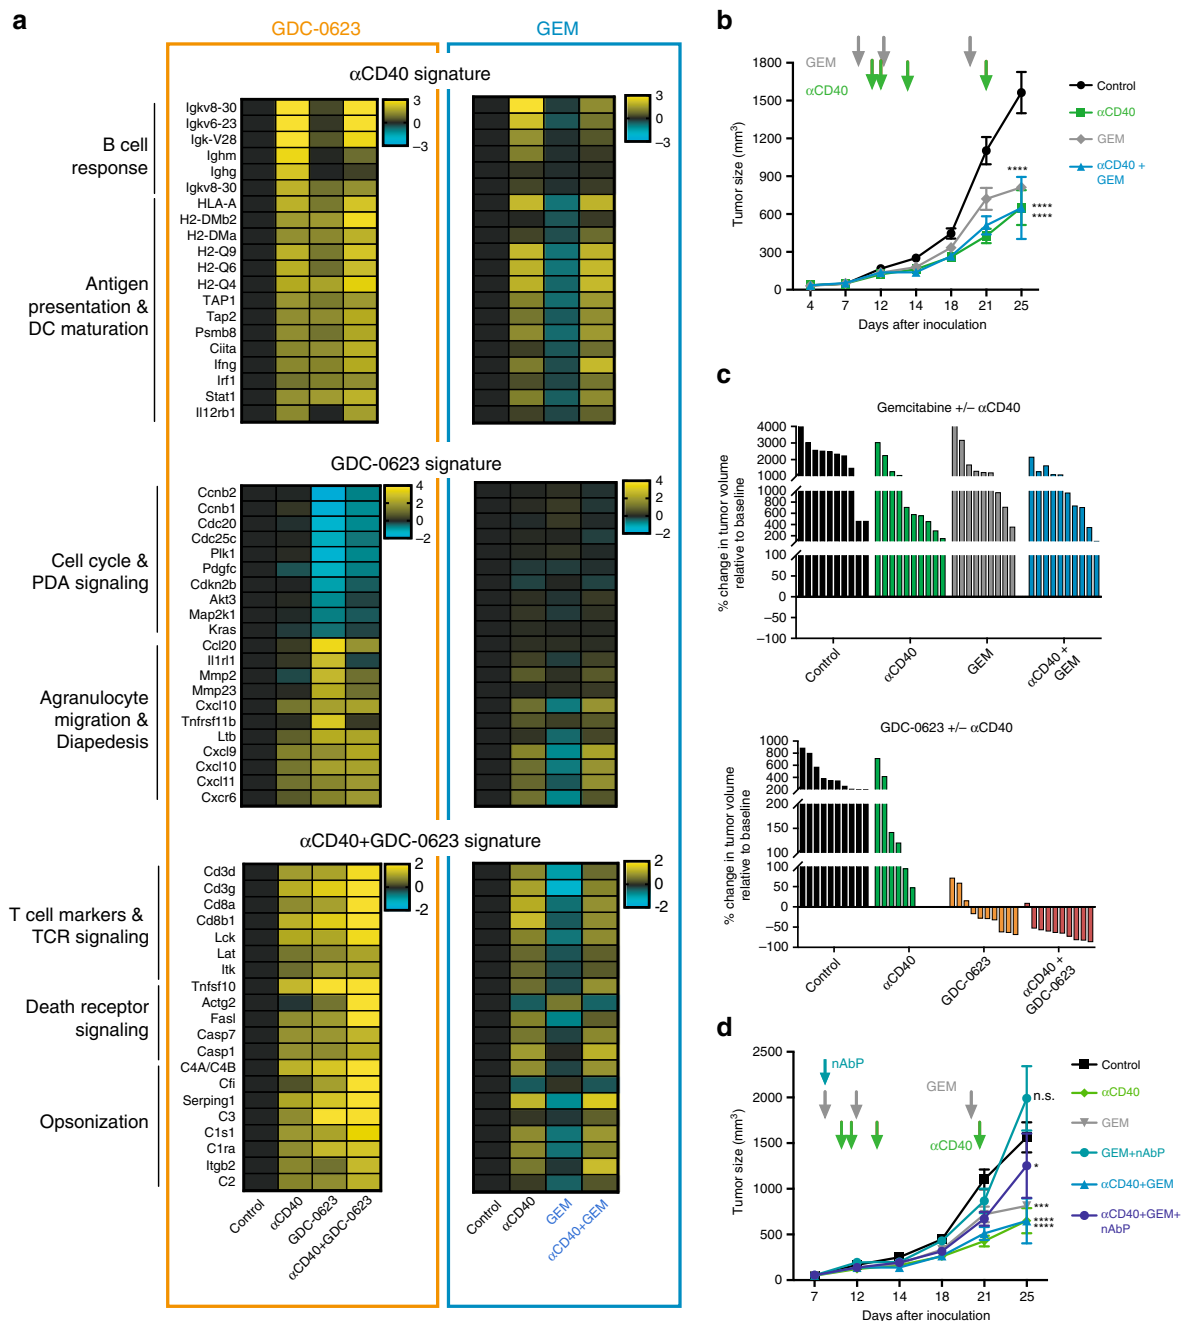 a
GDC-0623
GEM
αCD40 signature
B cell
response
Antigen
presentation &
DC maturation
Igkv8-30
Igkv6-23
Igk-V28
Ighm
Ighg
Igkv8-30
HLA-A
H2-DMb2
H2-DMa
H2-Q9
H2-Q6
H2-Q4
TAP1
Tap2
Psmb8
Ciita
Ifng
Irf1
Stat1
Il12rb1
3
0
−3
3
0
−3
GDC-0623 signature
Cell cycle &
PDA signaling
Agranulocyte
migration &
Diapedesis
Ccnb2
Ccnb1
Cdc20
Cdc25c
Plk1
Pdgfc
Cdkn2b
Akt3
Map2k1
Kras
Ccl20
Il1rl1
Mmp2
Mmp23
Cxcl10
Tnfrsf11b
Ltb
Cxcl9
Cxcl10
Cxcl11
Cxcr6
4
2
0
−2
4
2
0
−2
αCD40+GDC-0623 signature
T cell markers &
TCR signaling
Death receptor
signaling
Opsonization
Cd3d
Cd3g
Cd8a
Cd8b1
Lck
Lat
Itk
Tnfsf10
Actg2
Fasl
Casp7
Casp1
C4A/C4B
Cfi
Serping1
C3
C1s1
C1ra
Itgb2
C2
2
0
-2
2
0
-2
Control
αCD40
GDC-0623
αCD40+GDC-0623
Control
αCD40
GEM
αCD40+GEM
b
GEM
αCD40
Tumor size (mm³)
1800
1500
1200
900
600
300
0
4
7
12
14
18
21
25
Days after inoculation
****
****
****
Control
αCD40
GEM
αCD40 +
GEM
c
Gemcitabine +/− αCD40
% change in tumor volume
relative to baseline
4000
3000
2000
1000
1000
800
600
400
200
100
50
0
−50
−100
Control
αCD40
GEM
αCD40 +
GEM
GDC-0623 +/− αCD40
% change in tumor volume
relative to baseline
1000
800
600
400
200
200
150
100
100
50
0
−50
−100
Control
αCD40
GDC-0623
αCD40 +
GDC-0623
d
nAbP
GEM
αCD40
Tumor size (mm³)
2500
2000
1500
1000
500
0
7
12
14
18
21
25
Days after inoculation
n.s.
*
***
****
****
Control
αCD40
GEM
GEM+nAbP
αCD40+GEM
αCD40+GEM+
nAbP